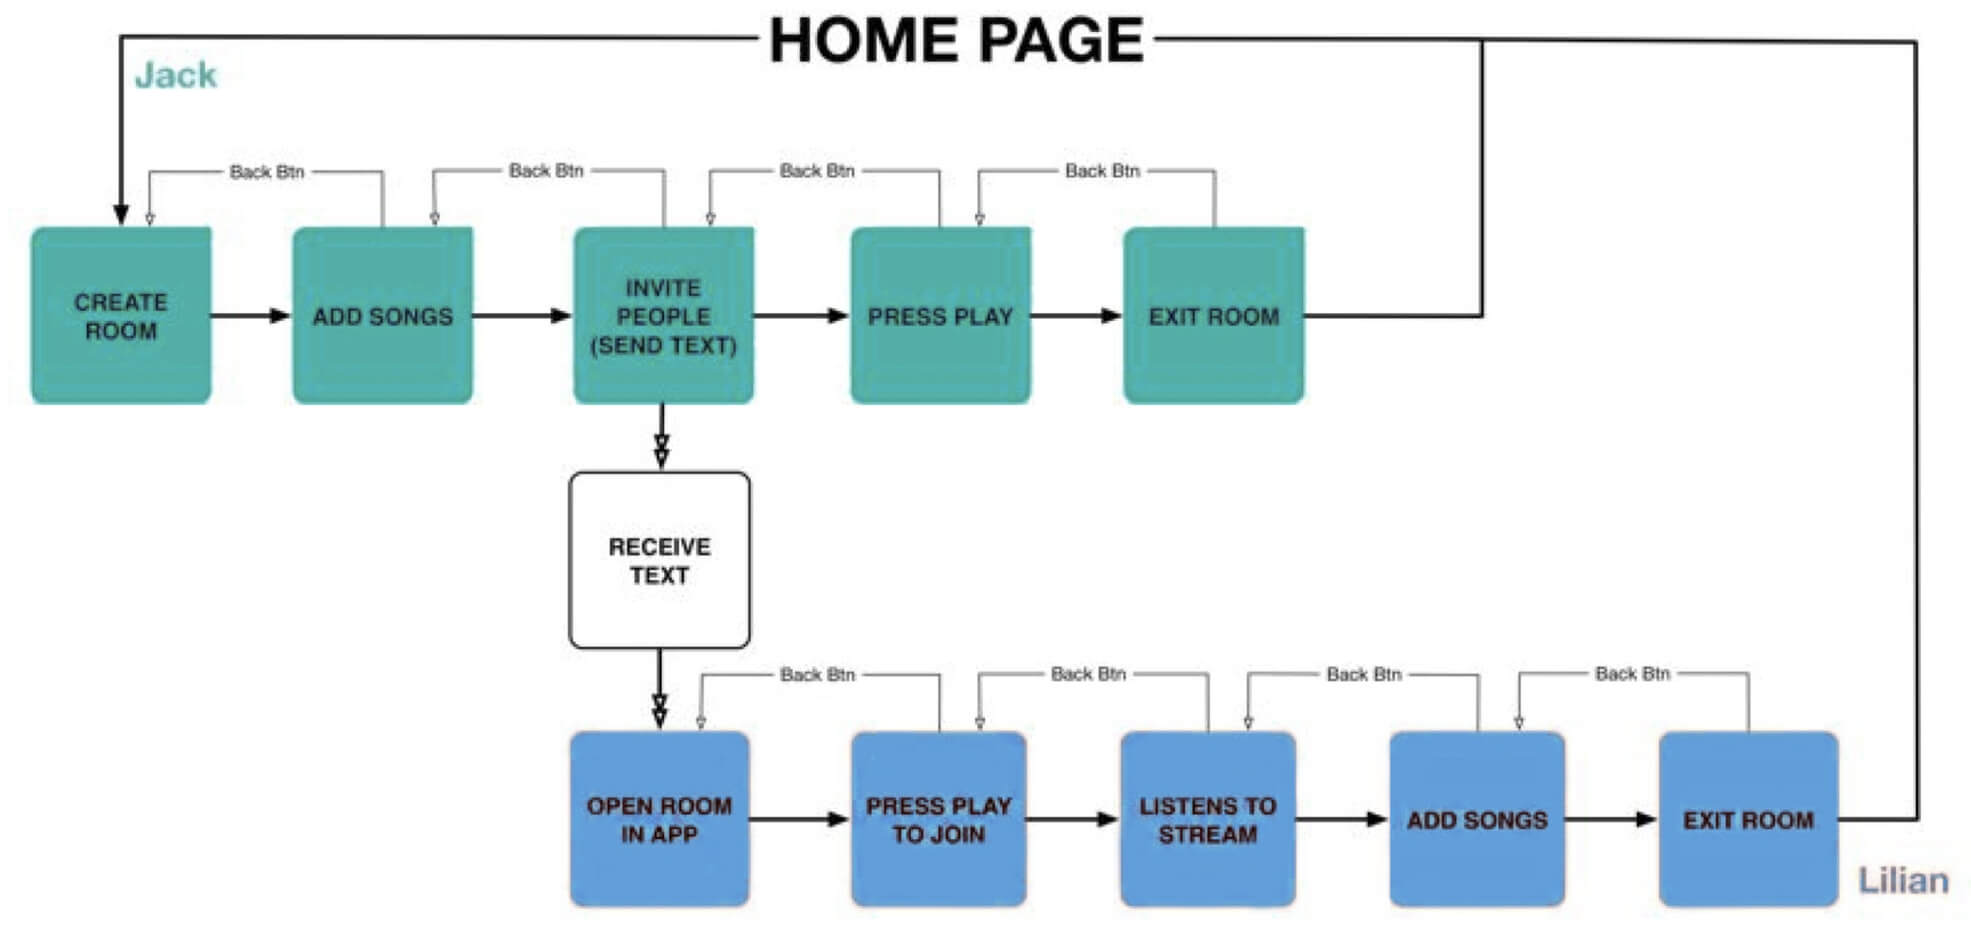 HOME PAGE
Jack
Back Btn
Back Btn
Back Btn
Back Btn
CREATE
ROOM
ADD SONGS
INVITE
PEOPLE
(SEND TEXT)
PRESS PLAY
EXIT ROOM
RECEIVE
TEXT
Back Btn
Back Btn
Back Btn
Back Btn
OPEN ROOM
IN APP
PRESS PLAY
TO JOIN
LISTENS TO
STREAM
ADD SONGS
EXIT ROOM
Lilian